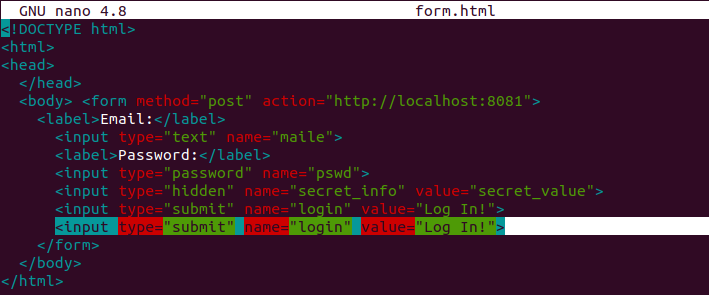 GNU nano 4.8 form.html
<!DOCTYPE html>
<html>
<head>
  </head>
  <body> <form method="post" action="http://localhost:8081">
    <label>Email:</label>
      <input type="text" name="maile">
      <label>Password:</label>
      <input type="password" name="pswd">
      <input type="hidden" name="secret_info" value="secret_value">
      <input type="submit" name="login" value="Log In!">
      <input type="submit" name="login" value="Log In!">
    </form>
  </body>
</html>